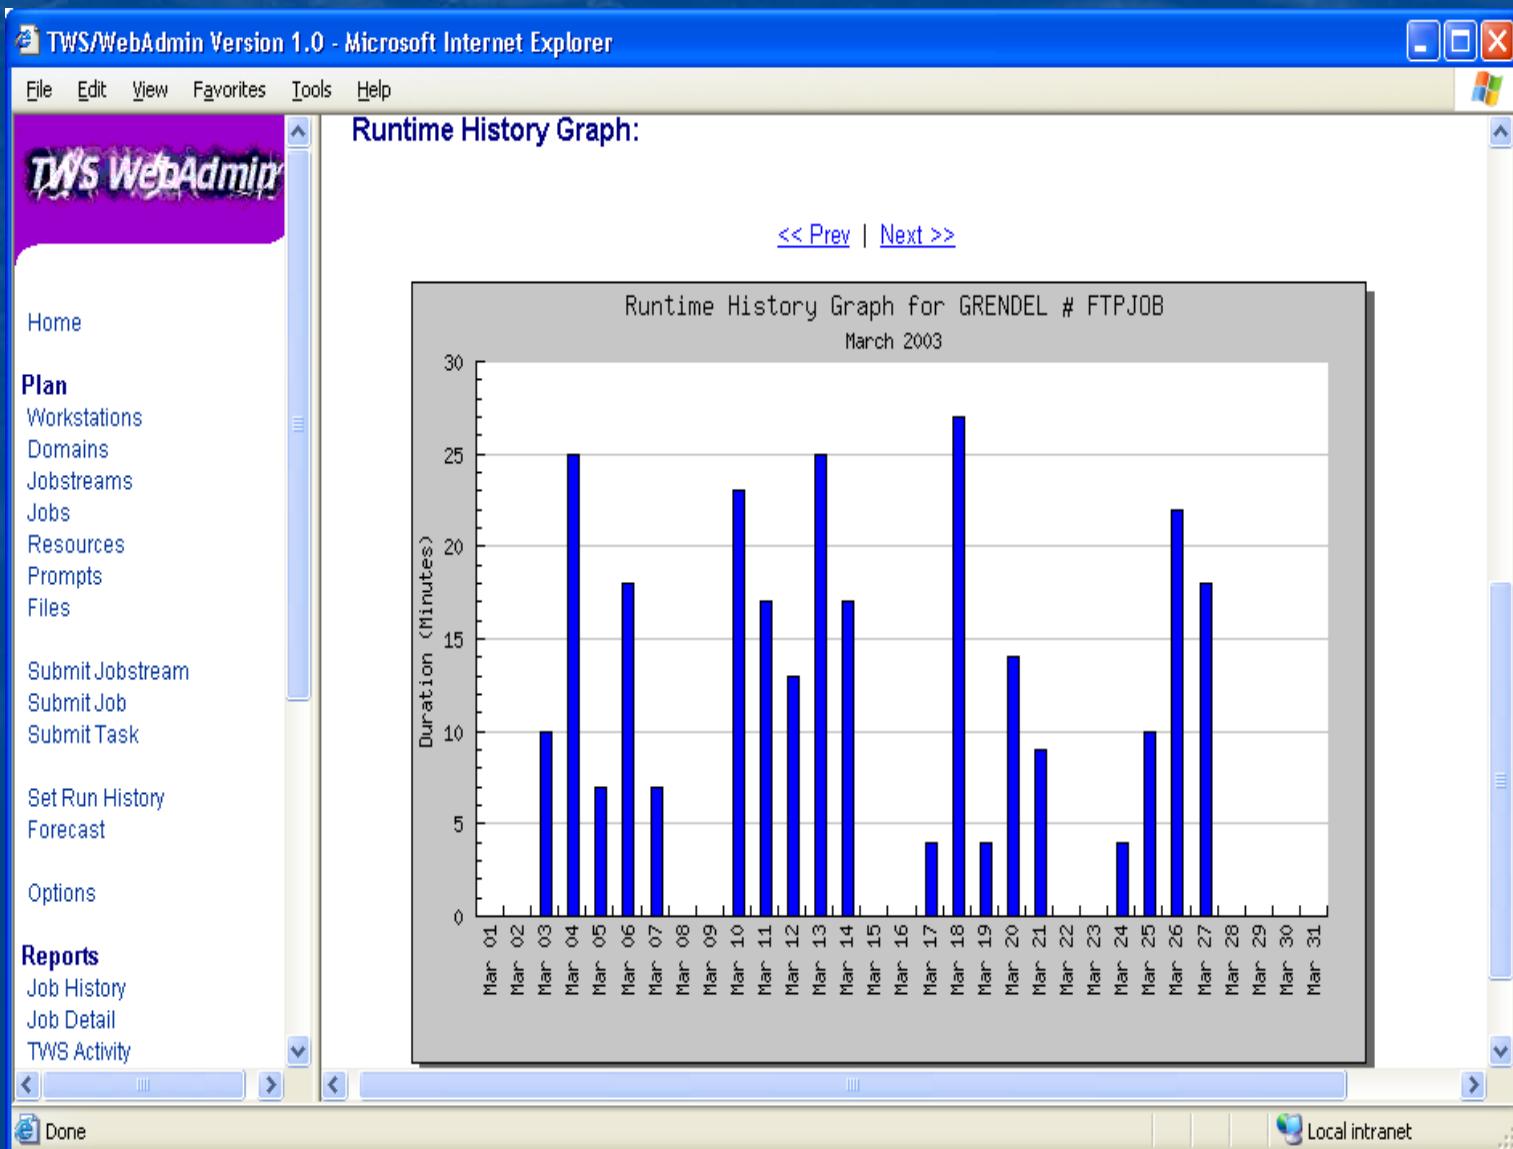 TWS/WebAdmin Version 1.0 - Microsoft Internet Explorer
File Edit View Favorites Tools Help
TWS WebAdmin
Home
Plan
Workstations
Domains
Jobstreams
Jobs
Resources
Prompts
Files
Submit Jobstream
Submit Job
Submit Task
Set Run History
Forecast
Options
Reports
Job History
Job Detail
TWS Activity
Runtime History Graph:
<< Prev | Next >>
Runtime History Graph for GRENDEL # FTPJOB
March 2003
Duration (Minutes)
30
25
20
15
10
5
0
Mar 01
Mar 02
Mar 03
Mar 04
Mar 05
Mar 06
Mar 07
Mar 08
Mar 09
Mar 10
Mar 11
Mar 12
Mar 13
Mar 14
Mar 15
Mar 16
Mar 17
Mar 18
Mar 19
Mar 20
Mar 21
Mar 22
Mar 23
Mar 24
Mar 25
Mar 26
Mar 27
Mar 28
Mar 29
Mar 30
Mar 31
Done
Local intranet